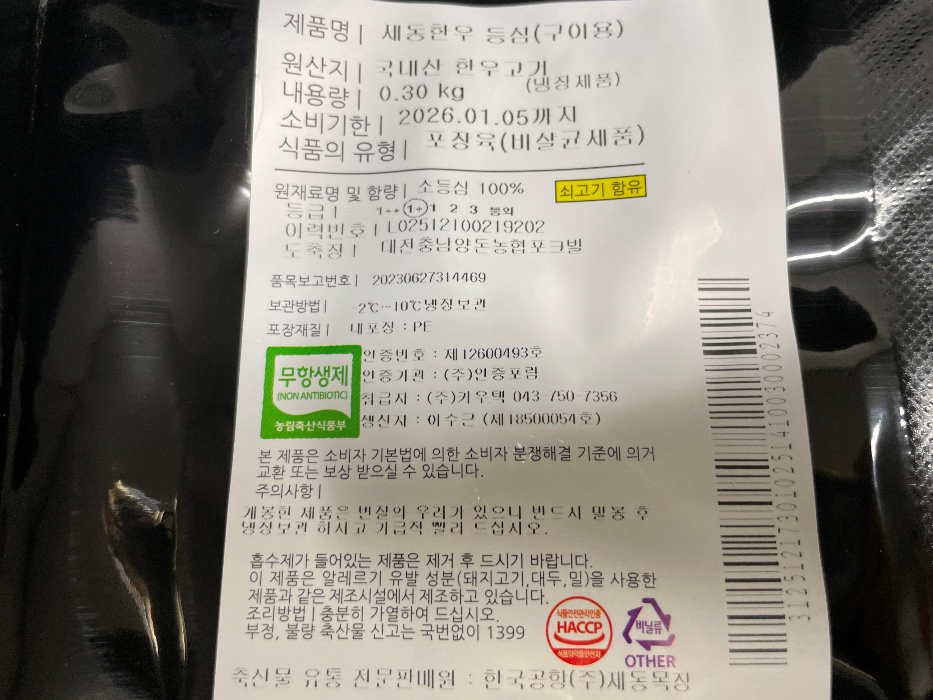 제품명 | 제동한우 등심(구이용)
원산지 | 국내산 한우고기
(냉장제품)
내용량 | 0.30 kg
소비기한 | 2026.01.05까지
식품의 유형 | 포장육(비살균제품)
원재료명 및 함량 | 소등심 100%
쇠고기 함유
등급 | 1++ 1+ 1 2 3 등외
이력번호 | L02512100219202
도축장 | 대전충남양돈농협포크빌
품목보고번호 | 20230627314469
보관방법 | -2℃~10℃냉장보관
포장재질 | 내포장 : PE
무항생제
(NON ANTIBIOTIC)
농림축산식품부
인증번호 : 제12600493호
인증기관 : (주)인증포럼
취급자 : (주)키우텍 043-750-7356
생산자 : 이수근 (제18500054호)
본 제품은 소비자 기본법에 의한 소비자 분쟁해결 기준에 의거
교환 또는 보상 받으실 수 있습니다.
주의사항 |
개봉한 제품은 변질의 우려가 있으니 반드시 밀봉 후
냉장보관 하시고 가급적 빨리 드십시오.
흡수제가 들어있는 제품은 제거 후 드시기 바랍니다.
이 제품은 알레르기 유발 성분(돼지고기,대두,밀)을 사용한
제품과 같은 제조시설에서 제조하고 있습니다.
조리방법 | 충분히 가열하여 드십시오.
부정, 불량 축산물 신고는 국번없이 1399
식품안전관리인증
HACCP
식품의약품안전처
비닐류
OTHER
축산물 유통 전문판매원 : 한국공항(주)제동목장
312512121730102514100300002374